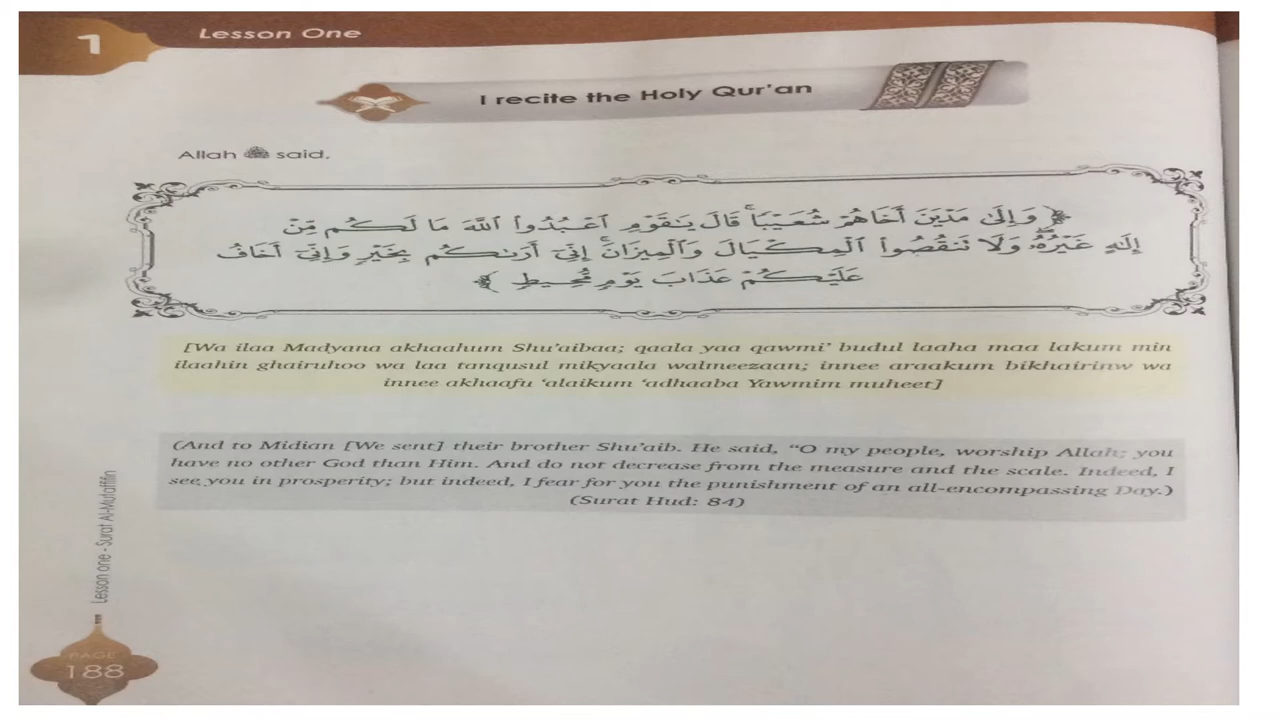 1
Lesson One
I recite the Holy Qur'an
Allah ﷻ said,
﴿ وَإِلَىٰ مَدْيَنَ أَخَاهُمْ شُعَيْبًا ۚ قَالَ يَـٰقَوْمِ ٱعْبُدُوا۟ ٱللَّهَ مَا لَكُم مِّنْ
إِلَـٰهٍ غَيْرُهُۥ ۖ وَلَا تَنقُصُوا۟ ٱلْمِكْيَالَ وَٱلْمِيزَانَ ۚ إِنِّىٓ أَرَىٰكُم بِخَيْرٍ وَإِنِّىٓ أَخَافُ
عَلَيْكُمْ عَذَابَ يَوْمٍ مُّحِيطٍ ﴾
[Wa ilaa Madyana akhaahum Shu'aibaa; qaala yaa qawmi' budul laaha maa lakum min
ilaahin ghairuhoo wa laa tanqusul mikyaala walmeezaan; innee araakum bikhairinw wa
innee akhaafu 'alaikum 'adhaaba Yawmim muheet]
(And to Midian [We sent] their brother Shu'aib. He said, "O my people, worship Allah; you
have no other God than Him. And do not decrease from the measure and the scale. Indeed, I
see you in prosperity; but indeed, I fear for you the punishment of an all-encompassing Day.)
(Surat Hud: 84)
Lesson one - Surat Al-Mutaffifin
PAGE
188